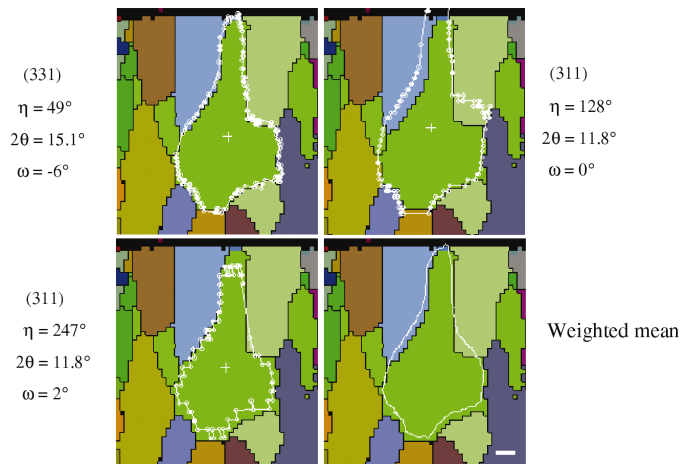 (331)
η = 49°
2θ = 15.1°
ω = -6°
(311)
η = 128°
2θ = 11.8°
ω = 0°
(311)
η = 247°
2θ = 11.8°
ω = 2°
Weighted mean